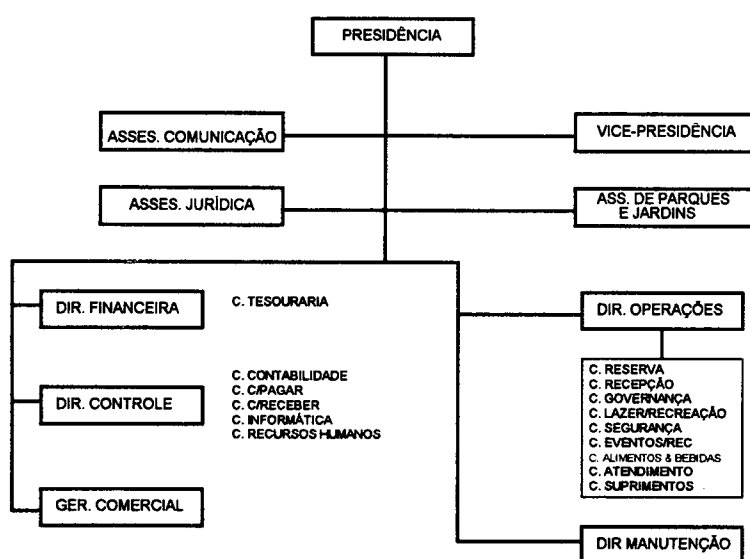 PRESIDÊNCIA
ASSES. COMUNICAÇÃO
VICE-PRESIDÊNCIA
ASSES. JURÍDICA
ASS. DE PARQUES
E JARDINS
DIR. FINANCEIRA
C. TESOURARIA
DIR. CONTROLE
C. CONTABILIDADE
C. C/PAGAR
C. C/RECEBER
C. INFORMÁTICA
C. RECURSOS HUMANOS
GER. COMERCIAL
DIR. OPERAÇÕES
C. RESERVA
C. RECEPÇÃO
C. GOVERNANÇA
C. LAZER/RECREAÇÃO
C. SEGURANÇA
C. EVENTOS/REC
C. ALIMENTOS & BEBIDAS
C. ATENDIMENTO
C. SUPRIMENTOS
DIR MANUTENÇÃO